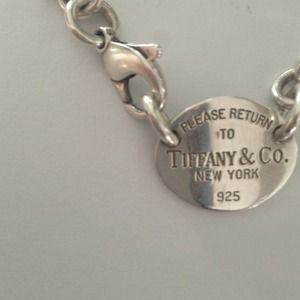 PLEASE RETURN
TO
TIFFANY & CO.
NEW YORK
925